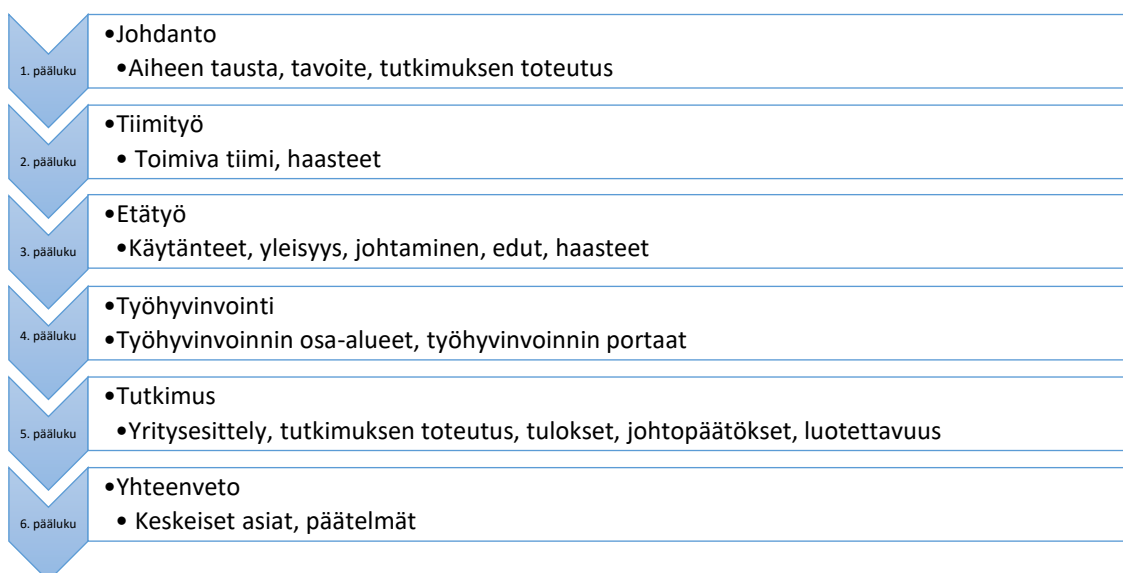 1. pääluku
•Johdanto
•Aiheen tausta, tavoite, tutkimuksen toteutus
2. pääluku
•Tiimityö
• Toimiva tiimi, haasteet
3. pääluku
•Etätyö
•Käytänteet, yleisyys, johtaminen, edut, haasteet
4. pääluku
•Työhyvinvointi
•Työhyvinvoinnin osa-alueet, työhyvinvoinnin portaat
5. pääluku
•Tutkimus
•Yritysesittely, tutkimuksen toteutus, tulokset, johtopäätökset, luotettavuus
6. pääluku
•Yhteenveto
• Keskeiset asiat, päätelmät